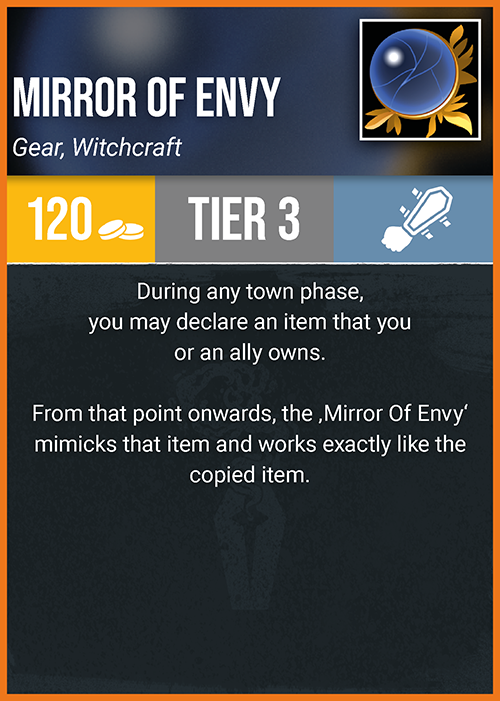 MIRROR OF ENVY
Gear, Witchcraft
120
TIER 3
During any town phase,
you may declare an item that you
or an ally owns.
From that point onwards, the ‚Mirror Of Envy‘
mimicks that item and works exactly like the
copied item.